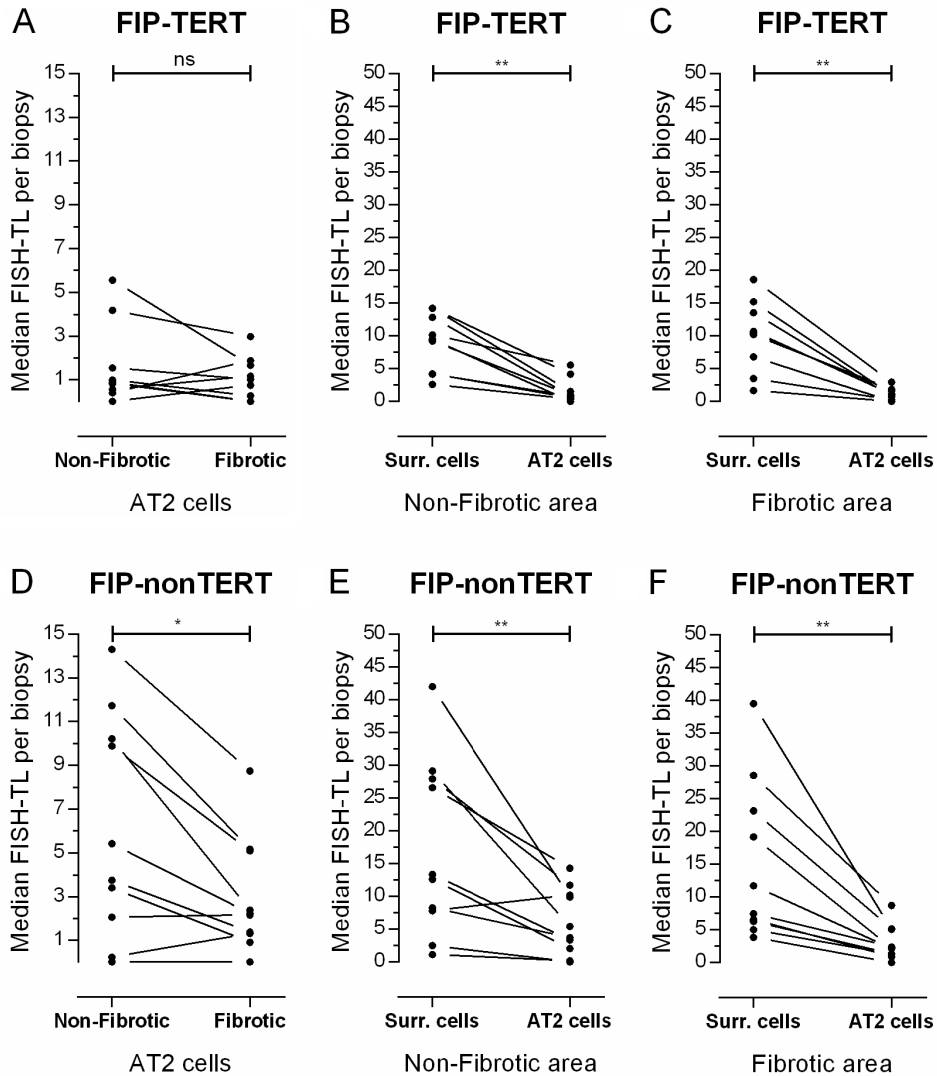 A FIP-TERT
ns
Median FISH-TL per biopsy
15
13
11
9
7
5
3
1
Non-Fibrotic Fibrotic
AT2 cells
B FIP-TERT
**
Median FISH-TL per biopsy
50
45
40
35
30
25
20
15
10
5
0
Surr. cells AT2 cells
Non-Fibrotic area
C FIP-TERT
**
Median FISH-TL per biopsy
50
45
40
35
30
25
20
15
10
5
0
Surr. cells AT2 cells
Fibrotic area
D FIP-nonTERT
*
Median FISH-TL per biopsy
15
13
11
9
7
5
3
1
Non-Fibrotic Fibrotic
AT2 cells
E FIP-nonTERT
**
Median FISH-TL per biopsy
50
45
40
35
30
25
20
15
10
5
0
Surr. cells AT2 cells
Non-Fibrotic area
F FIP-nonTERT
**
Median FISH-TL per biopsy
50
45
40
35
30
25
20
15
10
5
0
Surr. cells AT2 cells
Fibrotic area